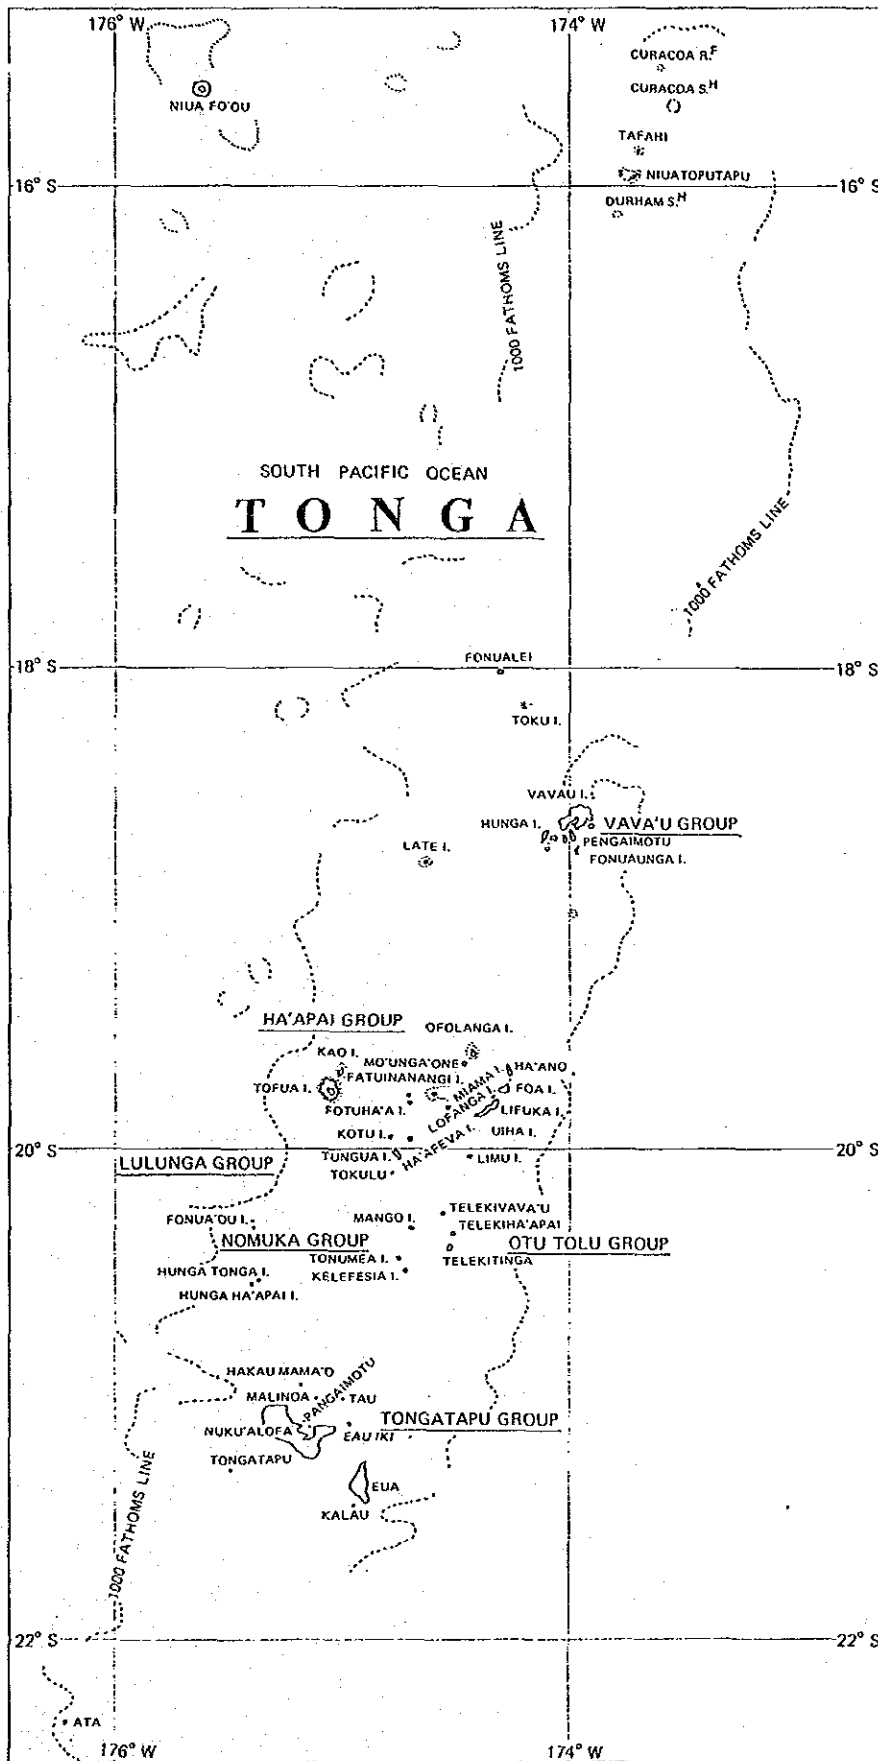 176° W
174° W
CURACOA R.F
CURACOA S.H
NIUA FO'OU
TAFAHI
16° S
NIUATOPUTAPU
16° S
DURHAM S.H
1000 FATHOMS LINE
SOUTH PACIFIC OCEAN
TONGA
1000 FATHOMS LINE
FONUALEI
18° S
18° S
TOKU I.
VAVAU I.
HUNGA I.
VAVA'U GROUP
PENGAIMOTU
LATE I.
FONUAUNGA I.
HA'APAI GROUP
OFOLANGA I.
KAO I.
MO'UNGA'ONE
HA'ANO
FATUINANANGI I.
MIAMA I.
TOFUA I.
FOA I.
FOTUHA'A I.
LOFANGA I.
LIFUKA I.
KOTU I.
UIHA I.
HA'AFEVA I.
20° S
20° S
TUNGUA I.
LIMU I.
LULUNGA GROUP
TOKULU
TELEKIVAVA'U
FONUA'OU I.
MANGO I.
TELEKIHA'APAI
NOMUKA GROUP
OTU TOLU GROUP
TONUMEA I.
TELEKITINGA
HUNGA TONGA I.
KELEFESIA I.
HUNGA HA'APAI I.
HAKAU MAMA'O
PANGAIMOTU
MALINOA
TAU
TONGATAPU GROUP
NUKU'ALOFA
EAU IKI
TONGATAPU
EUA
KALAU
1000 FATHOMS LINE
22° S
22° S
ATA
176° W
174° W